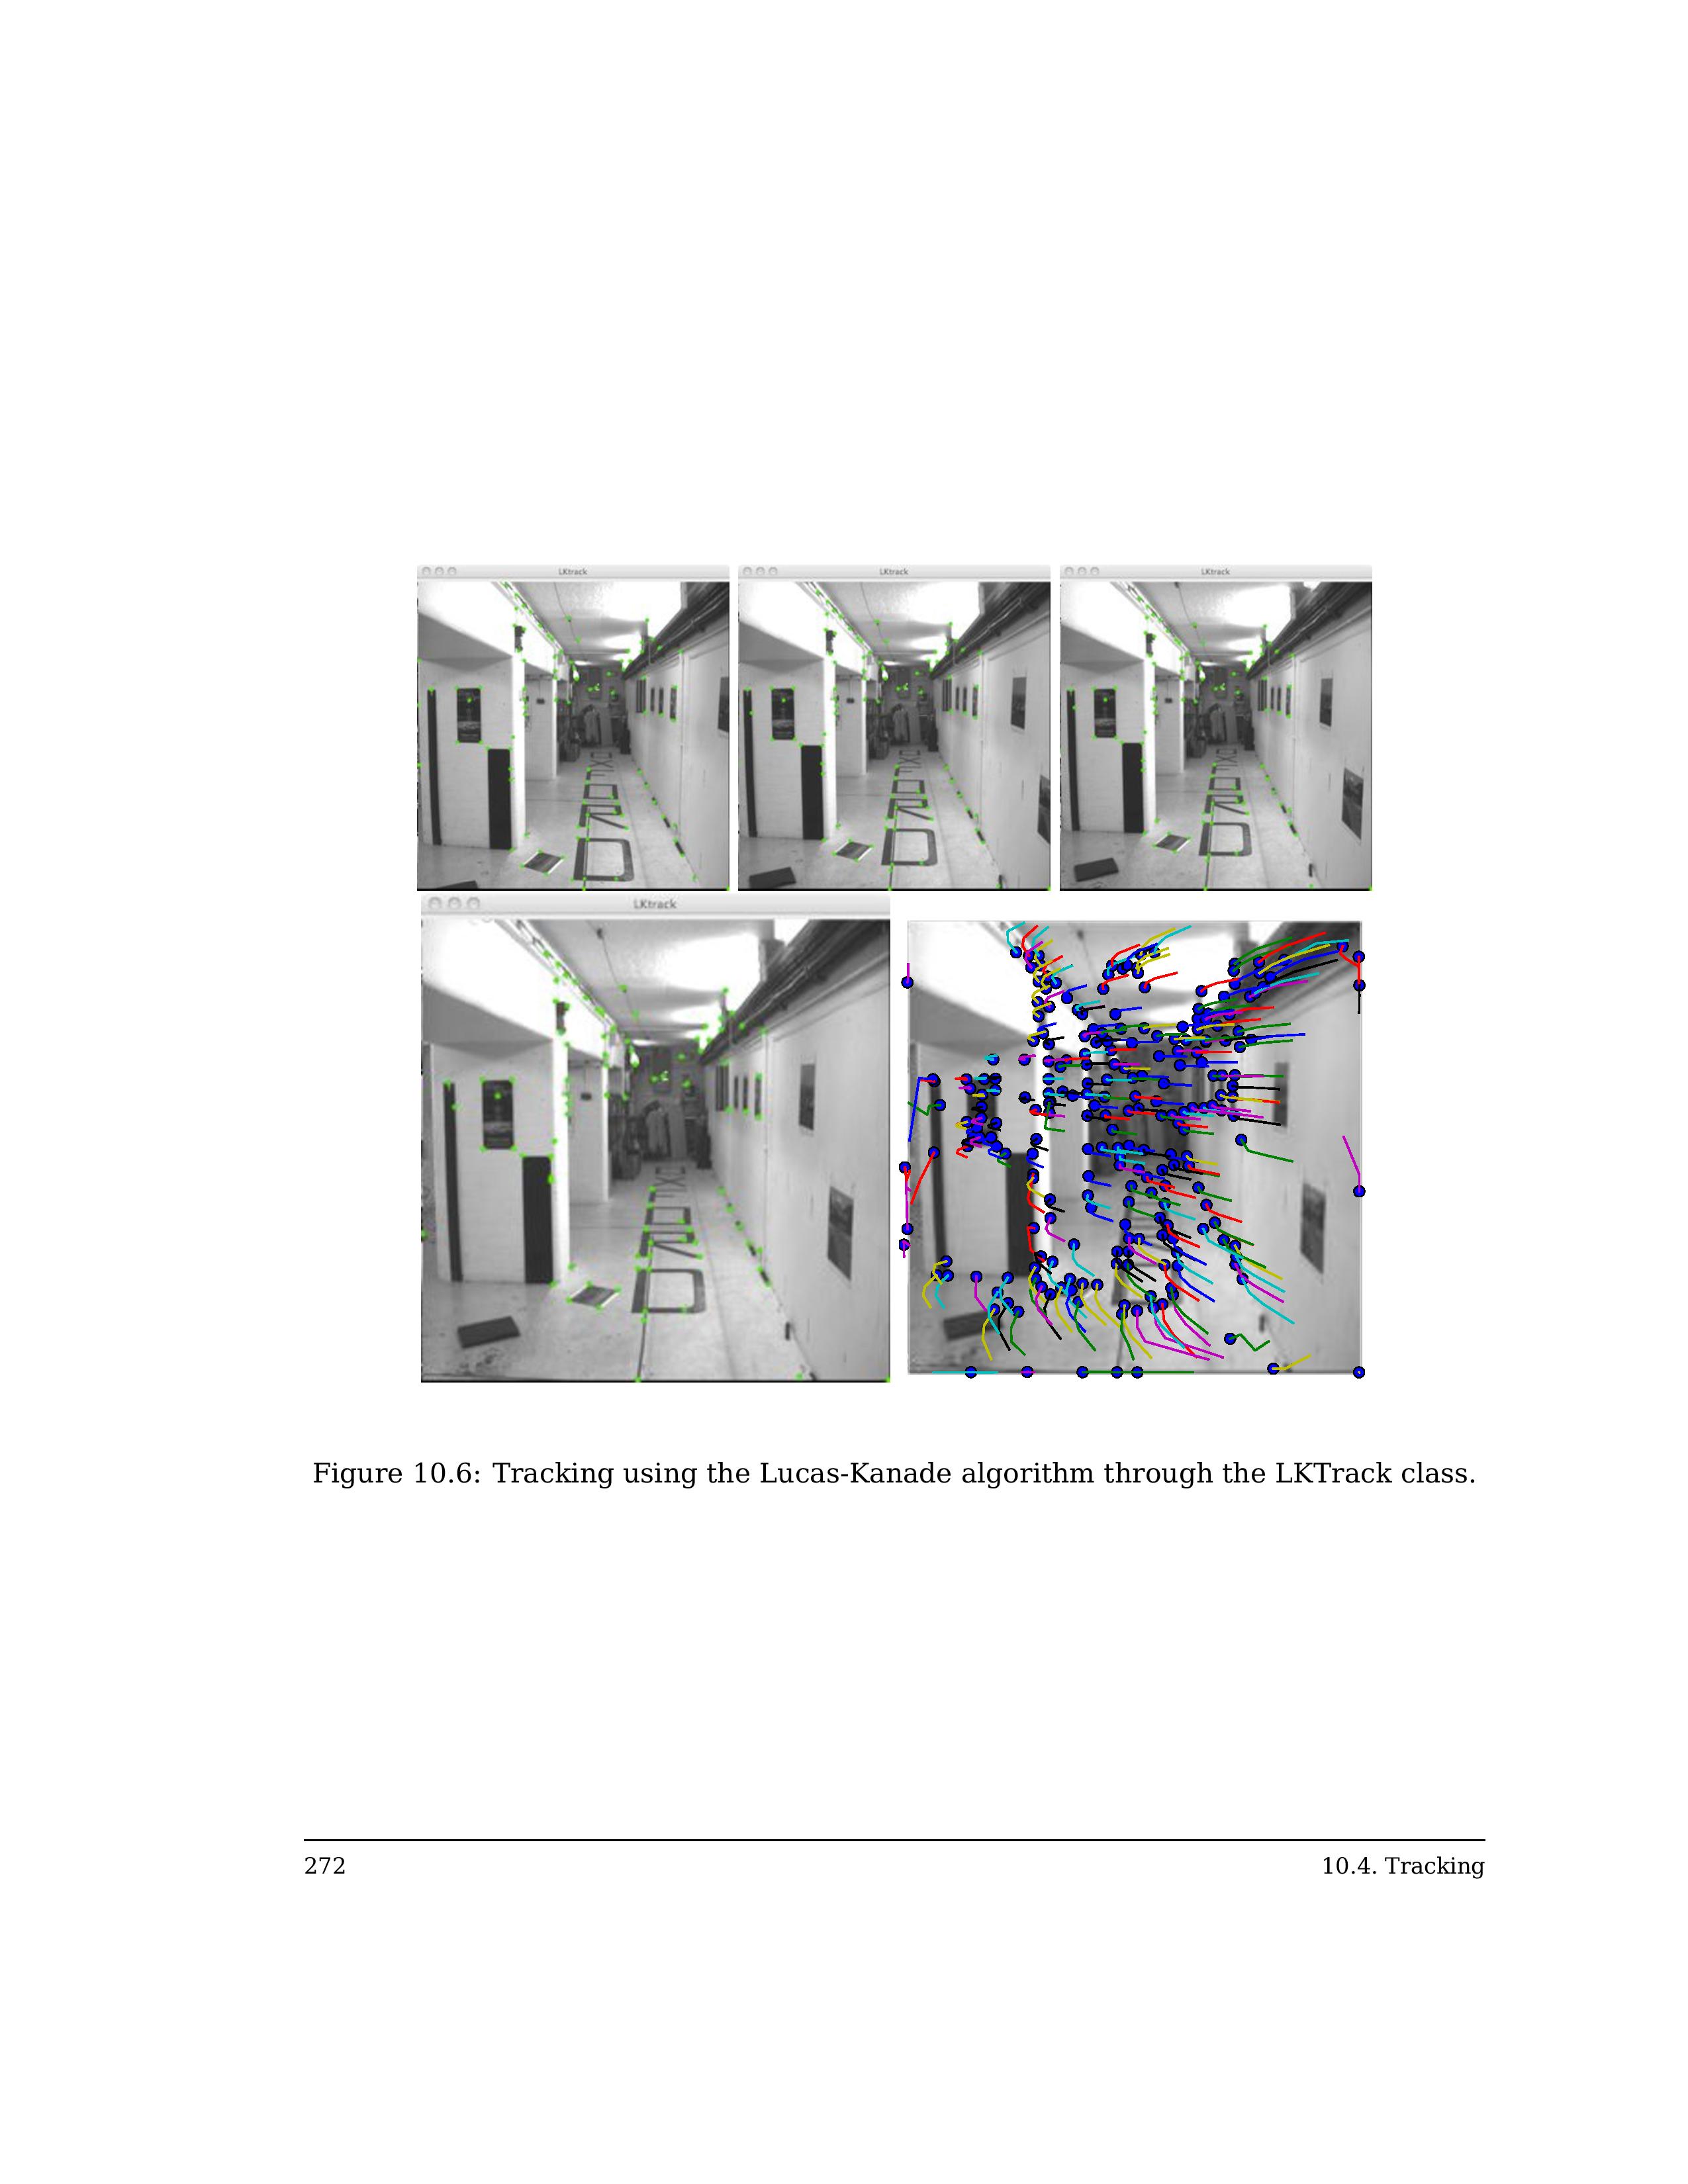 LKtrack
LKtrack
LKtrack
LKtrack
Figure 10.6: Tracking using the Lucas-Kanade algorithm through the LKTrack class.
272
10.4. Tracking